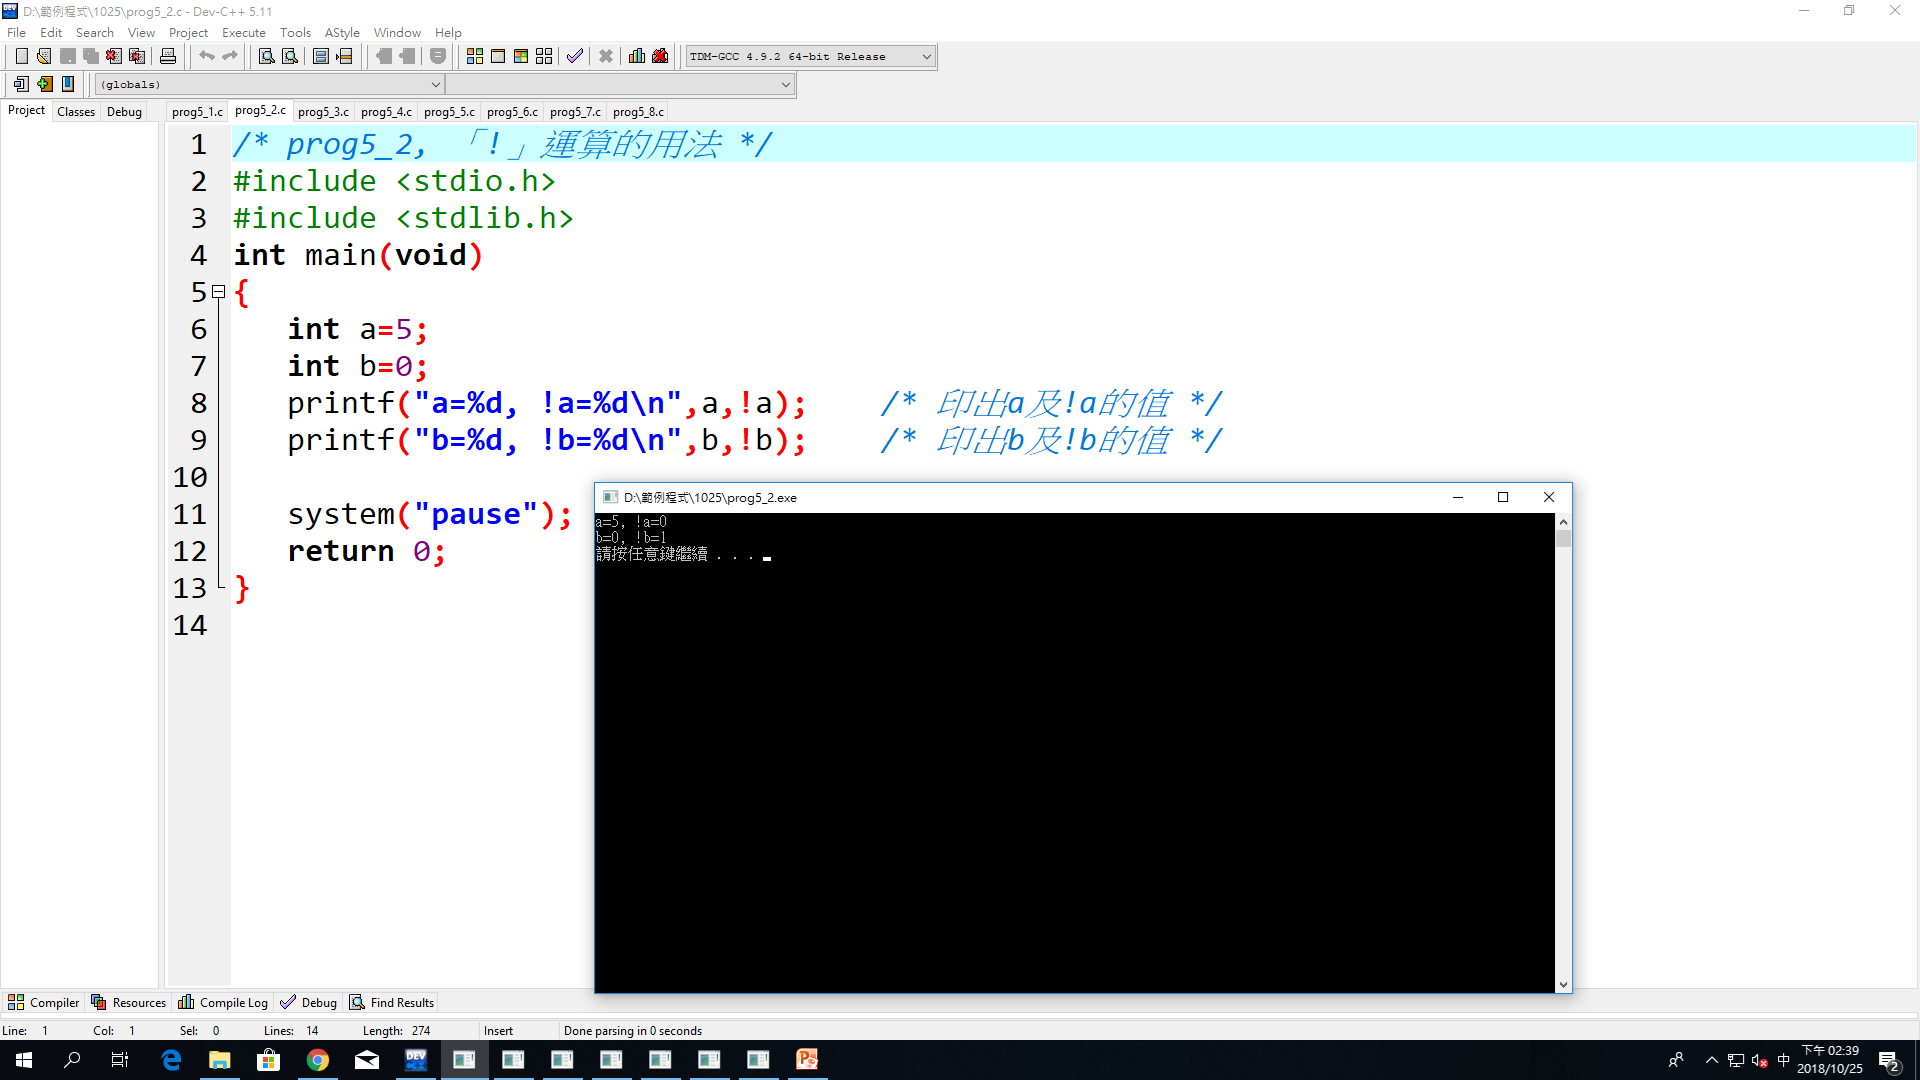 D:\範例程式\1025\prog5_2.c - Dev-C++ 5.11
File Edit Search View Project Execute Tools AStyle Window Help
TDM-GCC 4.9.2 64-bit Release
(globals)
Project Classes Debug
prog5_1.c prog5_2.c prog5_3.c prog5_4.c prog5_5.c prog5_6.c prog5_7.c prog5_8.c
1 /* prog5_2, 「!」運算的用法 */
2 #include <stdio.h>
3 #include <stdlib.h>
4 int main(void)
5 {
6 int a=5;
7 int b=0;
8 printf("a=%d, !a=%d\n",a,!a); /* 印出a及!a的值 */
9 printf("b=%d, !b=%d\n",b,!b); /* 印出b及!b的值 */
10
11 system("pause");
12 return 0;
13 }
14
D:\範例程式\1025\prog5_2.exe
a=5, !a=0
b=0, !b=1
請按任意鍵繼續 . . .
Compiler Resources Compile Log Debug Find Results
Line: 1 Col: 1 Sel: 0 Lines: 14 Length: 274 Insert Done parsing in 0 seconds
中
下午 02:39
2018/10/25
2